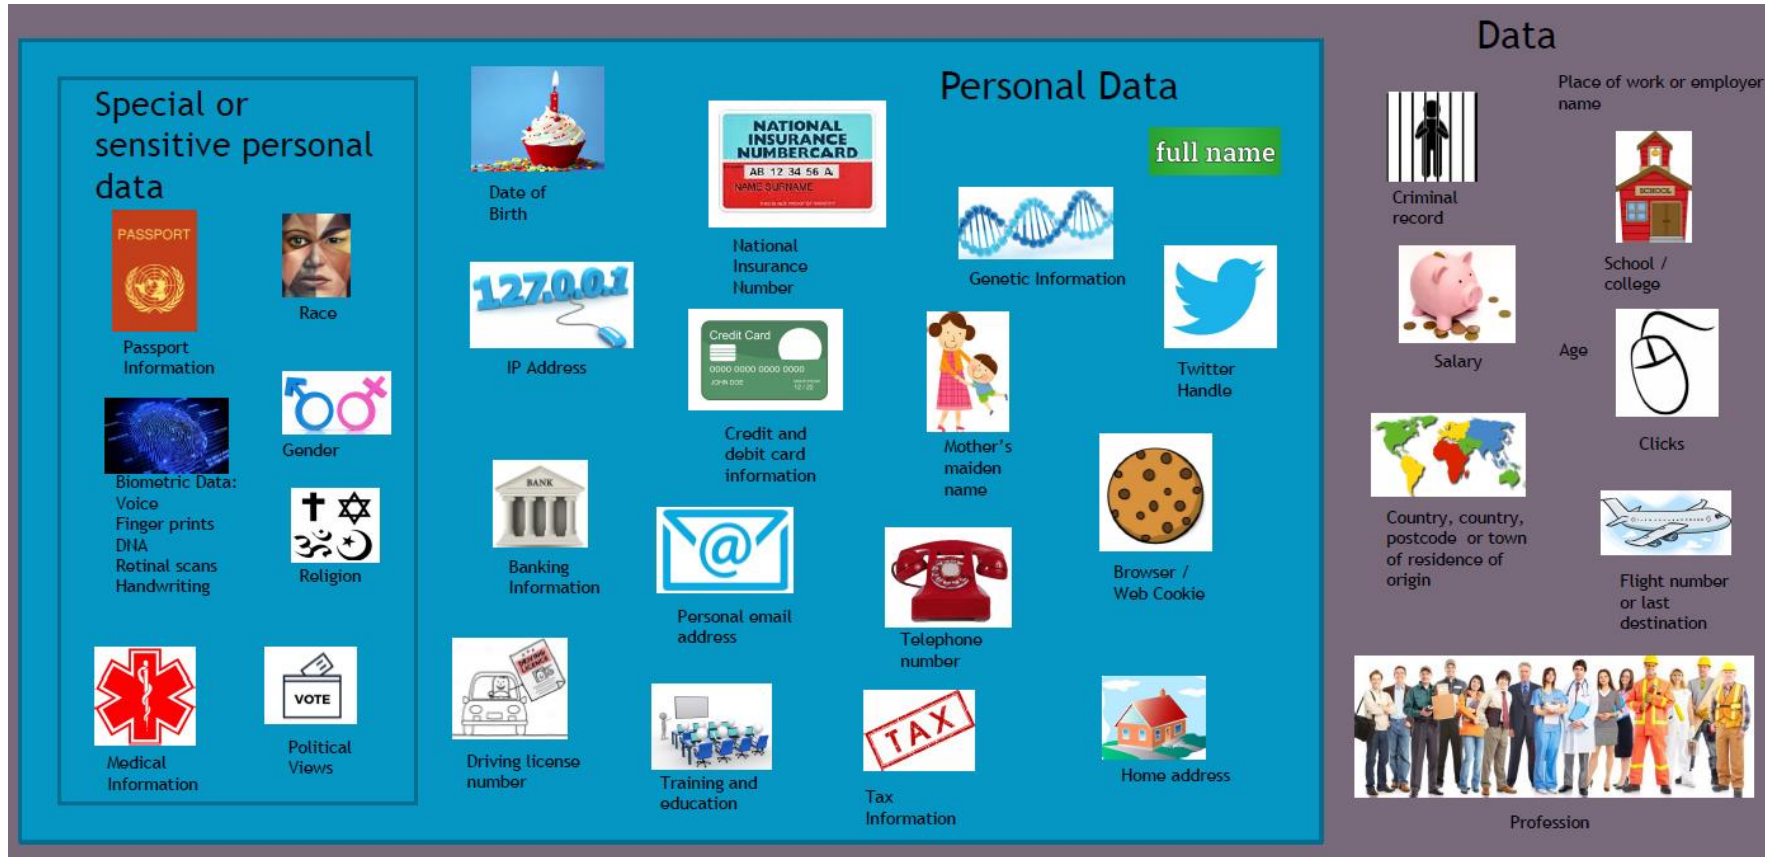 Special or
sensitive personal
data
PASSPORT
Passport
Information
Race
Gender
Biometric Data:
Voice
Finger prints
DNA
Retinal scans
Handwriting
Religion
Medical
Information
VOTE
Political
Views
Personal Data
Date of
Birth
NATIONAL
INSURANCE
NUMBERCARD
AB 12 34 56 A
NAME SURNAME
National
Insurance
Number
full name
Genetic Information
127.0.0.1
IP Address
Credit Card
0000 0000 0000 0000
JOHN DOE
12 / 22
Credit and
debit card
information
Mother's
maiden
name
Twitter
Handle
BANK
Banking
Information
@
Personal email
address
Telephone
number
Browser /
Web Cookie
DRIVING
LICENCE
Driving license
number
Training and
education
TAX
Tax
Information
Home address
Data
Criminal
record
Place of work or employer
name
SCHOOL
School /
college
Salary
Age
Clicks
Country, country,
postcode or town
of residence of
origin
Flight number
or last
destination
Profession